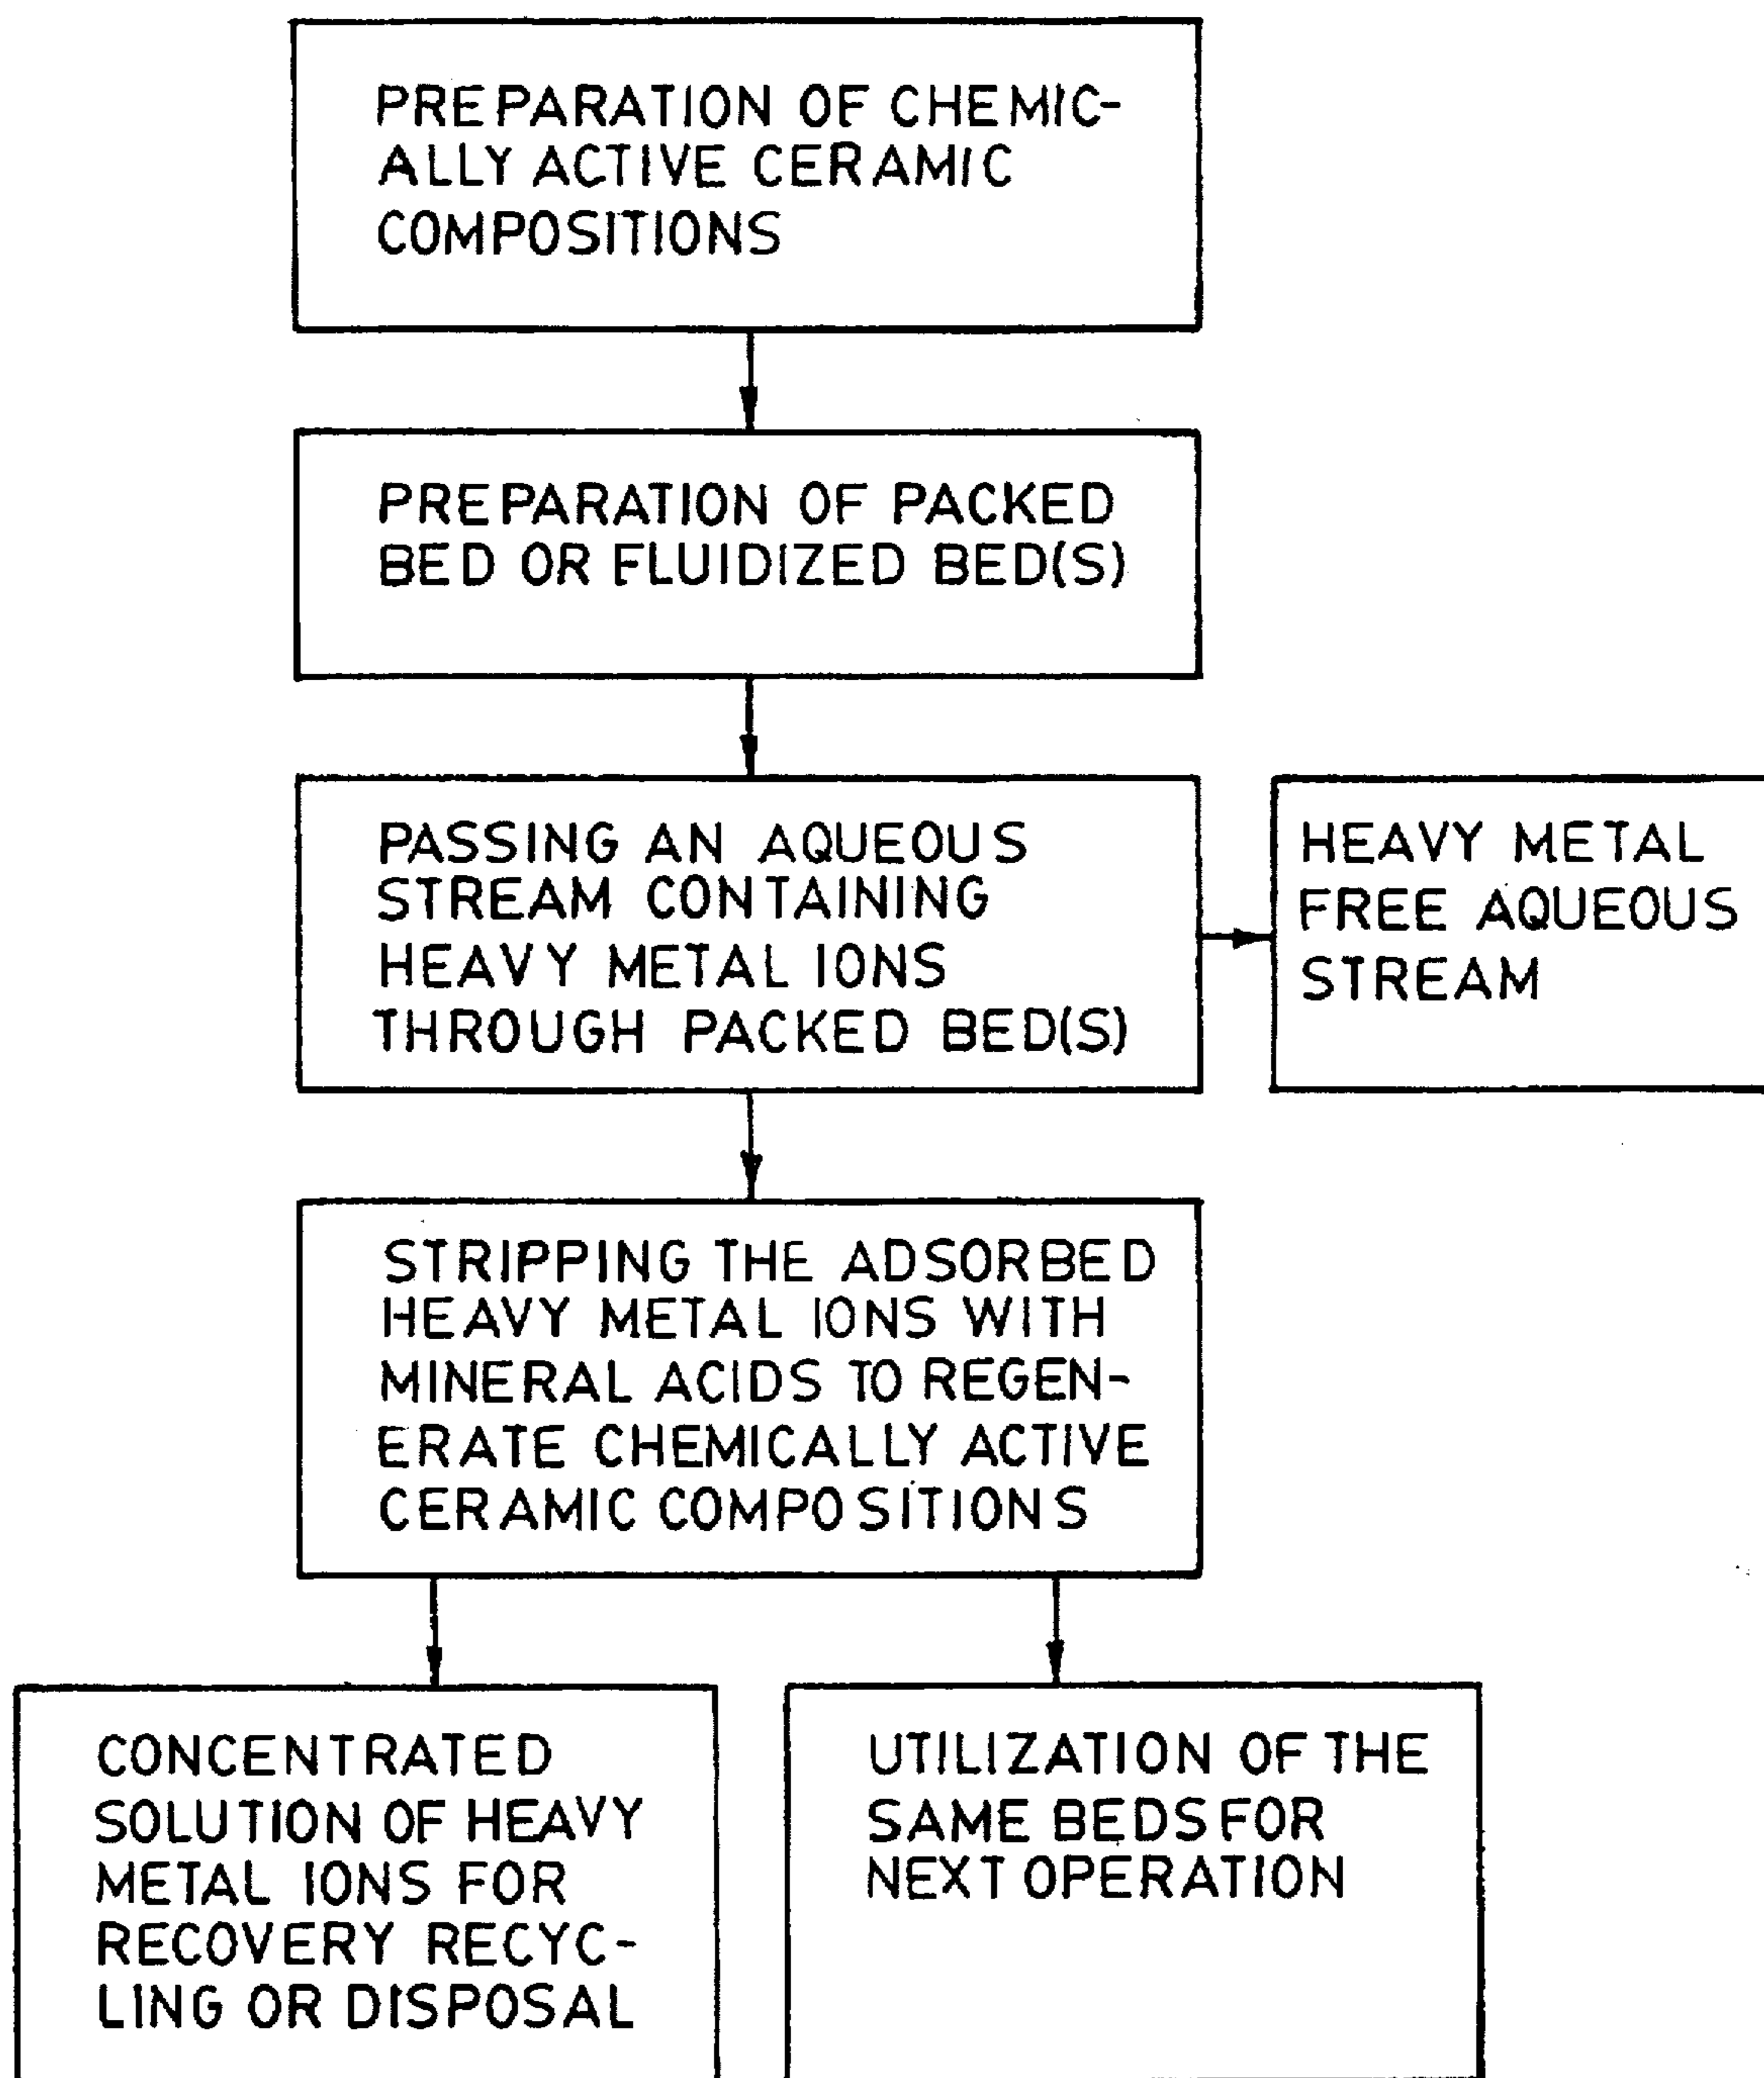 PREPARATION OF CHEMIC-
ALLY ACTIVE CERAMIC
COMPOSITIONS
PREPARATION OF PACKED
BED OR FLUIDIZED BED(S)
PASSING AN AQUEOUS
STREAM CONTAINING
HEAVY METAL IONS
THROUGH PACKED BED(S)
HEAVY METAL
FREE AQUEOUS
STREAM
STRIPPING THE ADSORBED
HEAVY METAL IONS WITH
MINERAL ACIDS TO REGEN-
ERATE CHEMICALLY ACTIVE
CERAMIC COMPOSITIONS
CONCENTRATED
SOLUTION OF HEAVY
METAL IONS FOR
RECOVERY RECYC-
LING OR DISPOSAL
UTILIZATION OF THE
SAME BEDS FOR
NEXT OPERATION